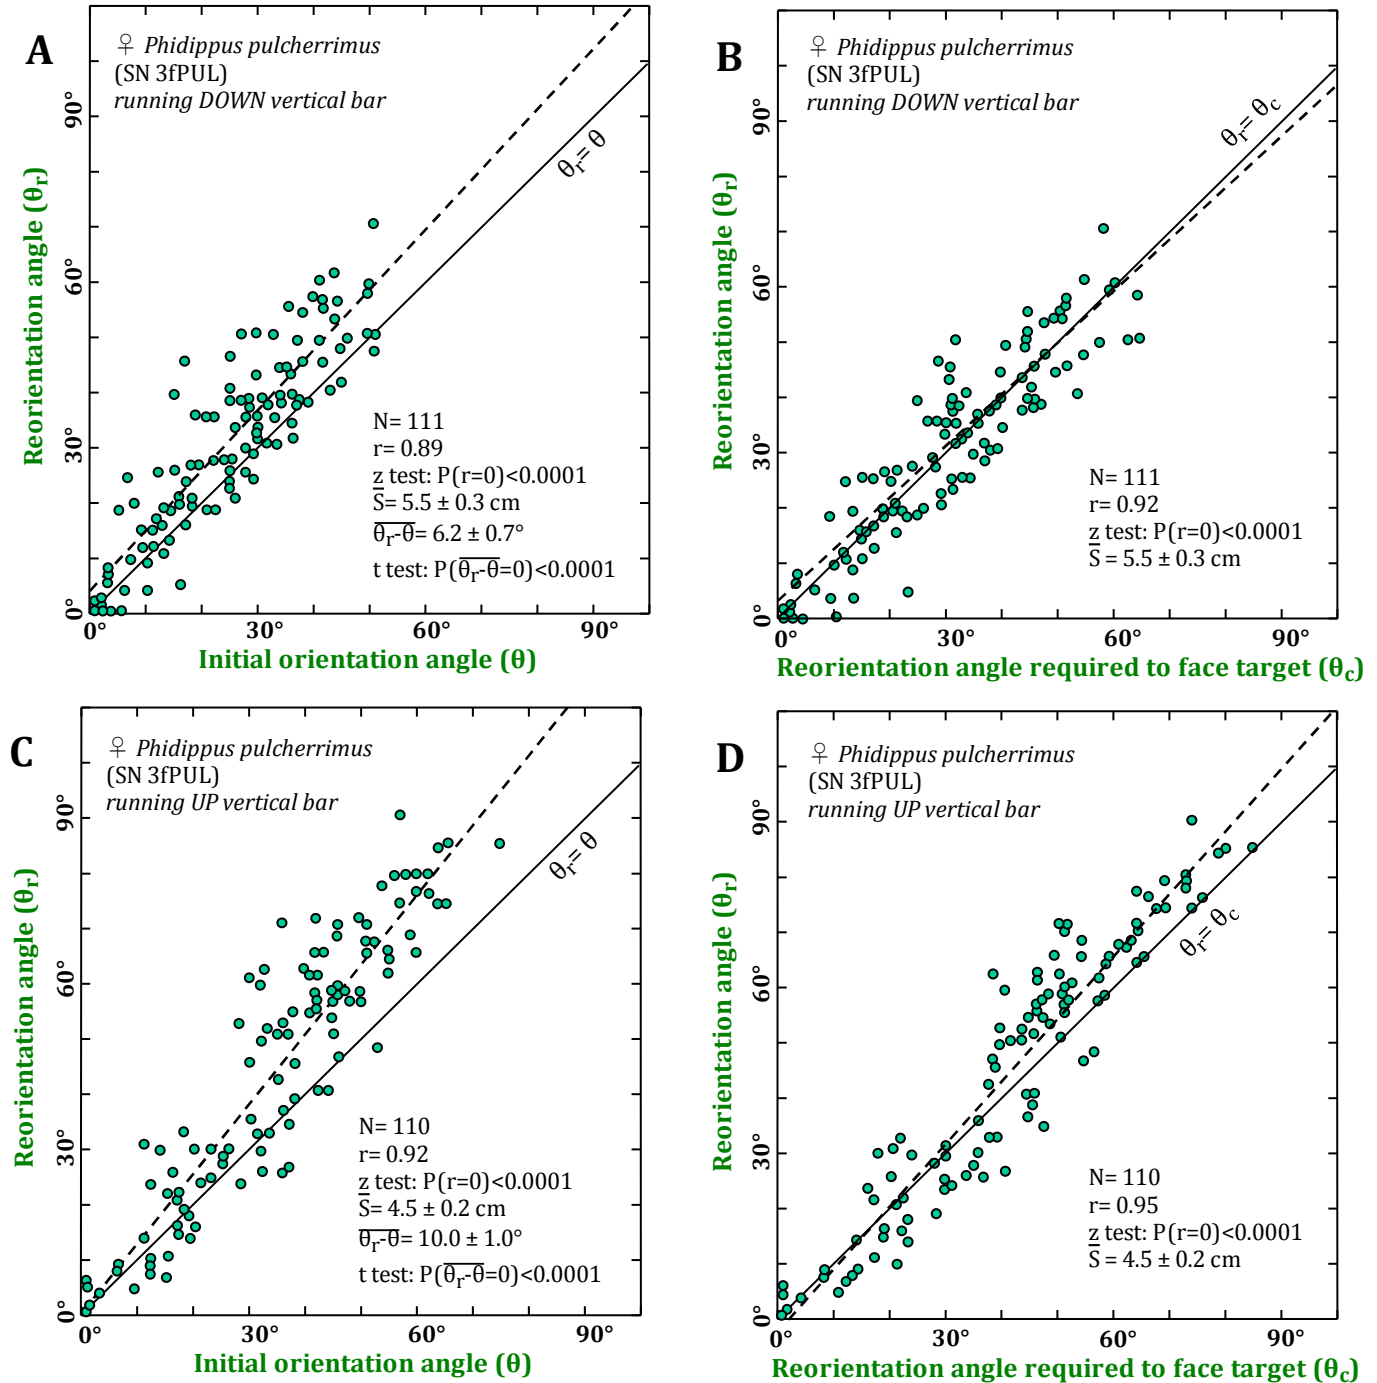 A
♀ Phidippus pulcherrimus
(SN 3fPUL)
running DOWN vertical bar
θr= θ
N= 111
r= 0.89
z test: P(r=0)<0.0001
S= 5.5 ± 0.3 cm
θr-θ= 6.2 ± 0.7°
t test: P(θr-θ=0)<0.0001
Reorientation angle (θr)
0°
30°
60°
90°
0°
30°
60°
90°
Initial orientation angle (θ)
B
♀ Phidippus pulcherrimus
(SN 3fPUL)
running DOWN vertical bar
θr= θc
N= 111
r= 0.92
z test: P(r=0)<0.0001
S = 5.5 ± 0.3 cm
Reorientation angle (θr)
0°
30°
60°
90°
0°
30°
60°
90°
Reorientation angle required to face target (θc)
C
♀ Phidippus pulcherrimus
(SN 3fPUL)
running UP vertical bar
θr= θ
N= 110
r= 0.92
z test: P(r=0)<0.0001
S= 4.5 ± 0.2 cm
θr-θ= 10.0 ± 1.0°
t test: P(θr-θ=0)<0.0001
Reorientation angle (θr)
0°
30°
60°
90°
0°
30°
60°
90°
Initial orientation angle (θ)
D
♀ Phidippus pulcherrimus
(SN 3fPUL)
running UP vertical bar
θr= θc
N= 110
r= 0.95
z test: P(r=0)<0.0001
S = 4.5 ± 0.2 cm
Reorientation angle (θr)
0°
30°
60°
90°
0°
30°
60°
90°
Reorientation angle required to face target (θc)